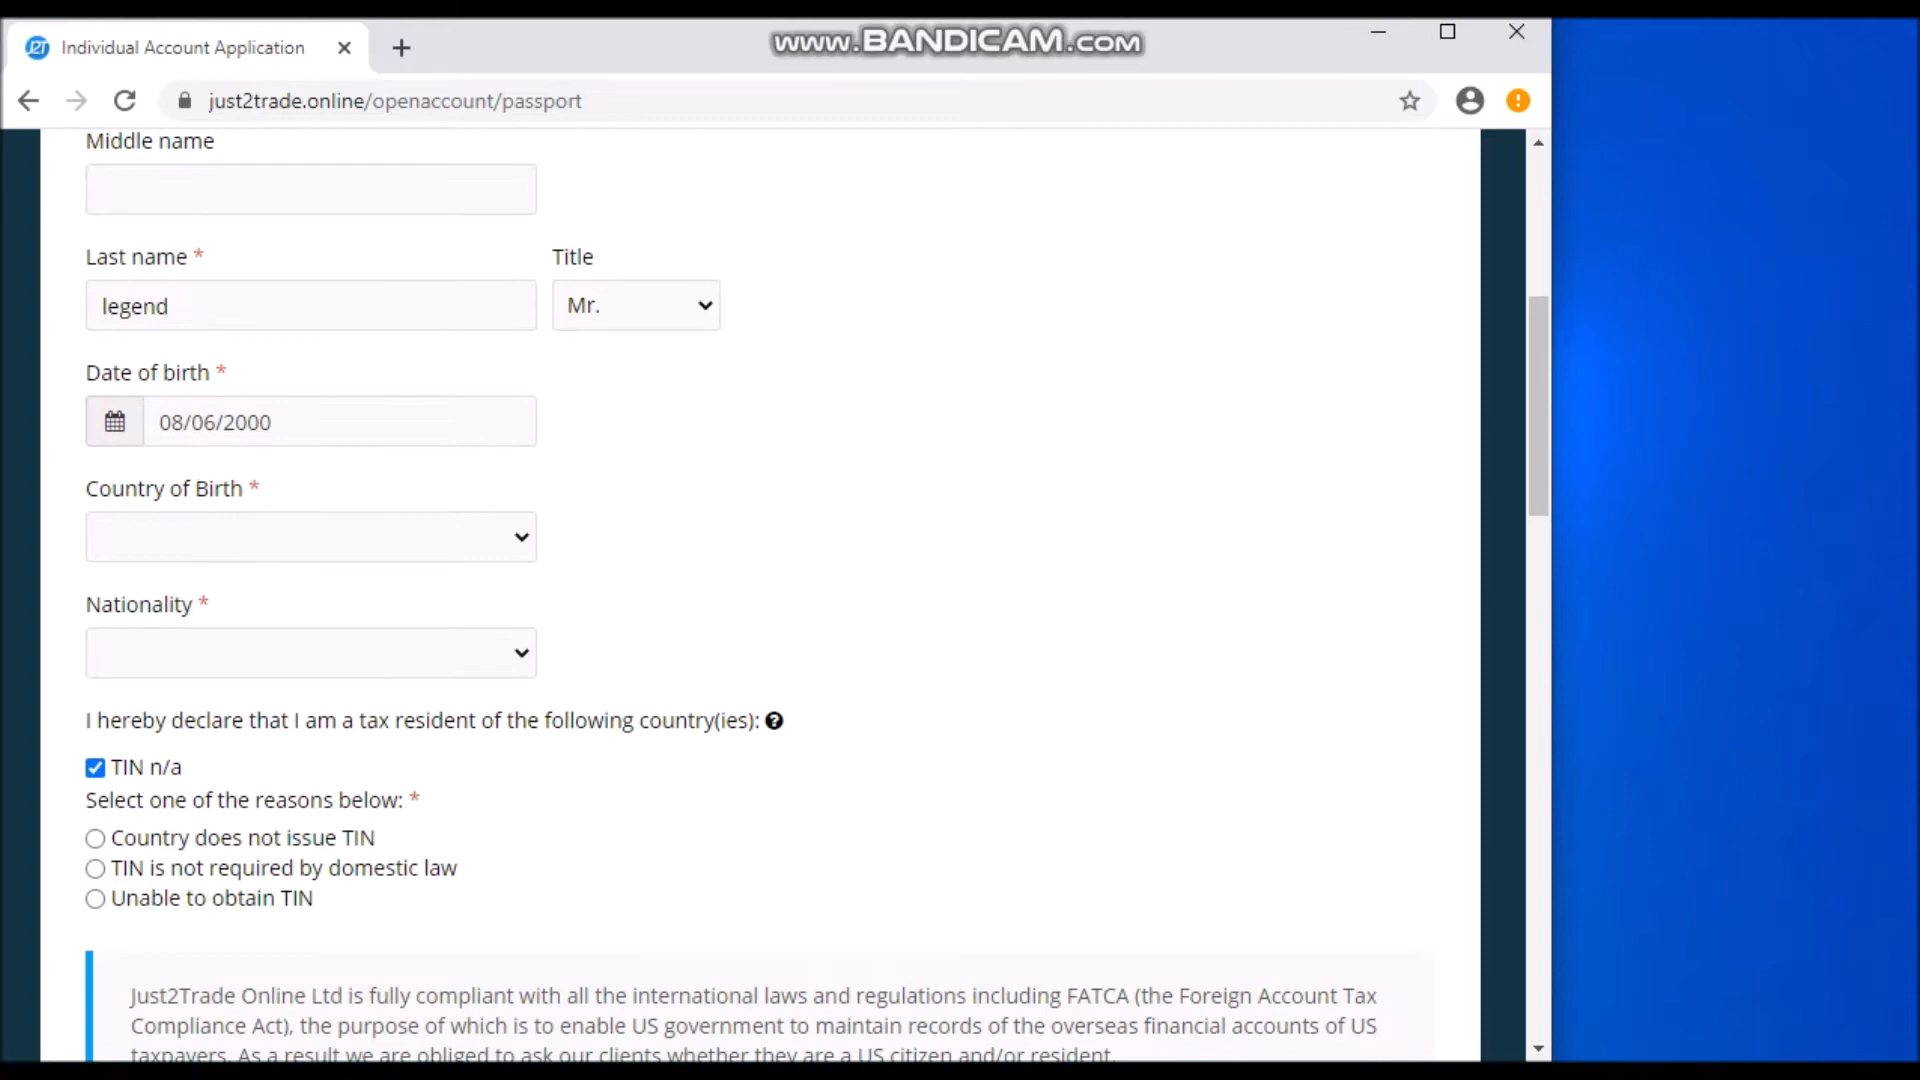 Individual Account Application
www.BANDICAM.com
just2trade.online/openaccount/passport
Middle name
Last name *
Title
legend
Mr.
Date of birth *
08/06/2000
Country of Birth *
Nationality *
I hereby declare that I am a tax resident of the following country(ies):
TIN n/a
Select one of the reasons below: *
Country does not issue TIN
TIN is not required by domestic law
Unable to obtain TIN
Just2Trade Online Ltd is fully compliant with all the international laws and regulations including FATCA (the Foreign Account Tax
Compliance Act), the purpose of which is to enable US government to maintain records of the overseas financial accounts of US
taxpayers. As a result we are obliged to ask our clients whether they are a US citizen and/or resident.